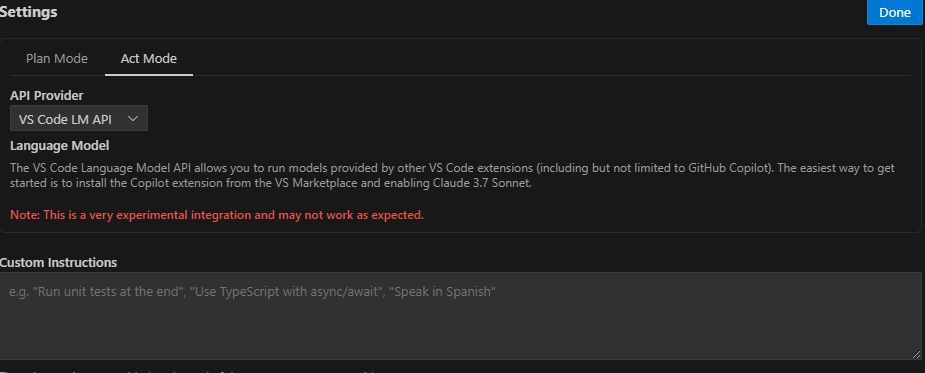 Settings
Done
Plan Mode
Act Mode
API Provider
VS Code LM API
Language Model
The VS Code Language Model API allows you to run models provided by other VS Code extensions (including but not limited to GitHub Copilot). The easiest way to get
started is to install the Copilot extension from the VS Marketplace and enabling Claude 3.7 Sonnet.
Note: This is a very experimental integration and may not work as expected.
Custom Instructions
e.g. "Run unit tests at the end", "Use TypeScript with async/await", "Speak in Spanish"